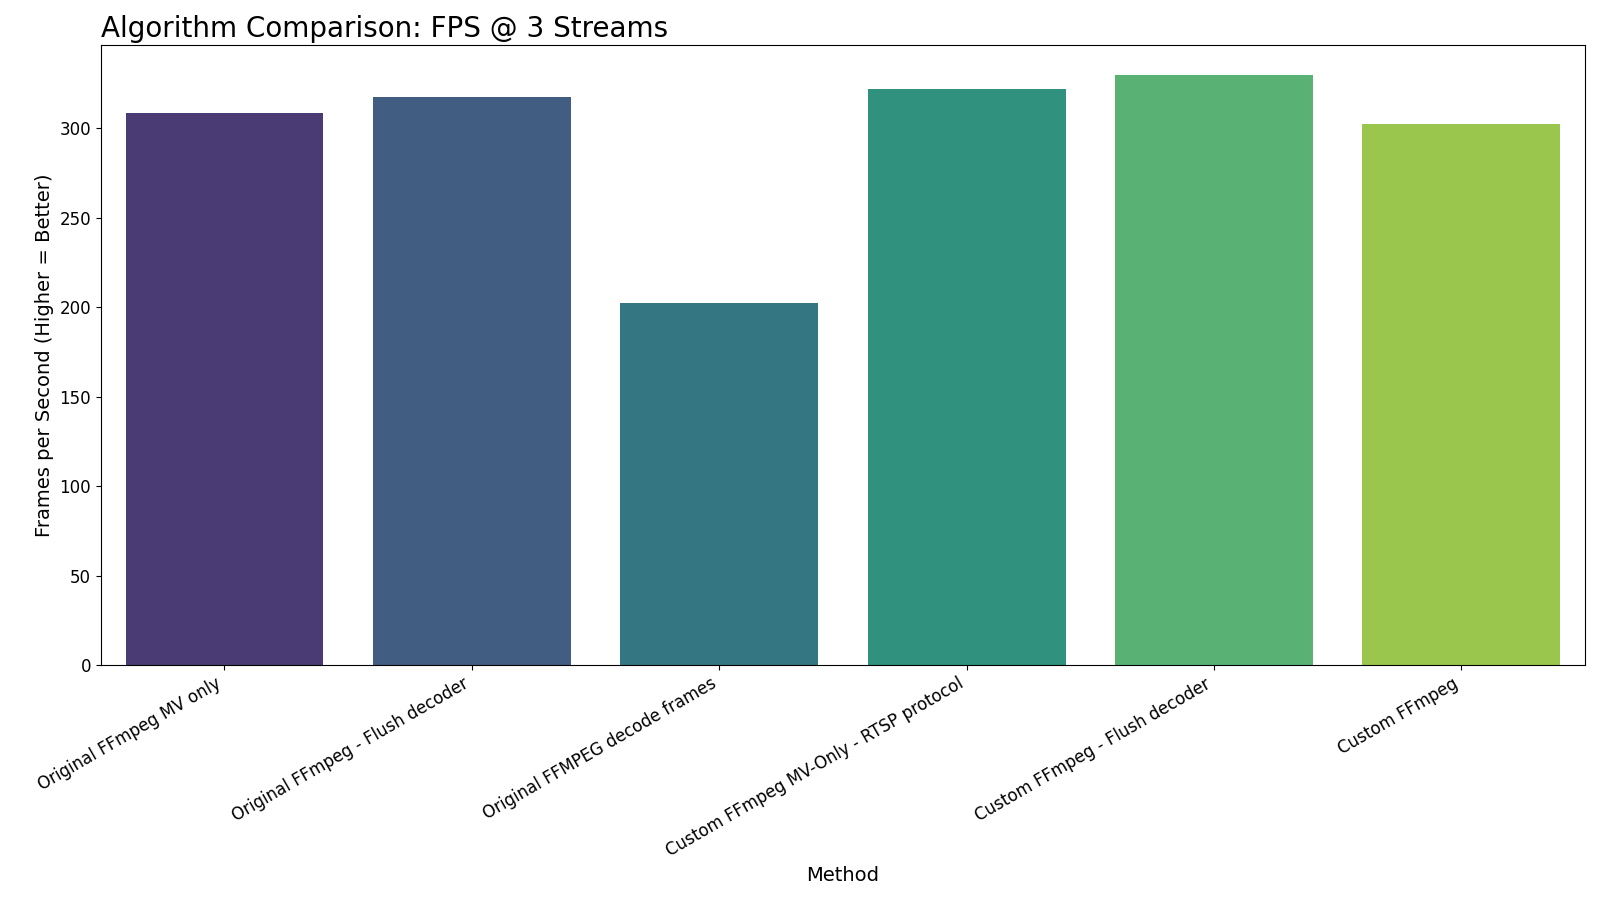 Algorithm Comparison: FPS @ 3 Streams
Frames per Second (Higher = Better)
300
250
200
150
100
50
0
Original FFmpeg MV only
Original FFmpeg - Flush decoder
Original FFMPEG decode frames
Custom FFmpeg MV-Only - RTSP protocol
Custom FFmpeg - Flush decoder
Custom FFmpeg
Method